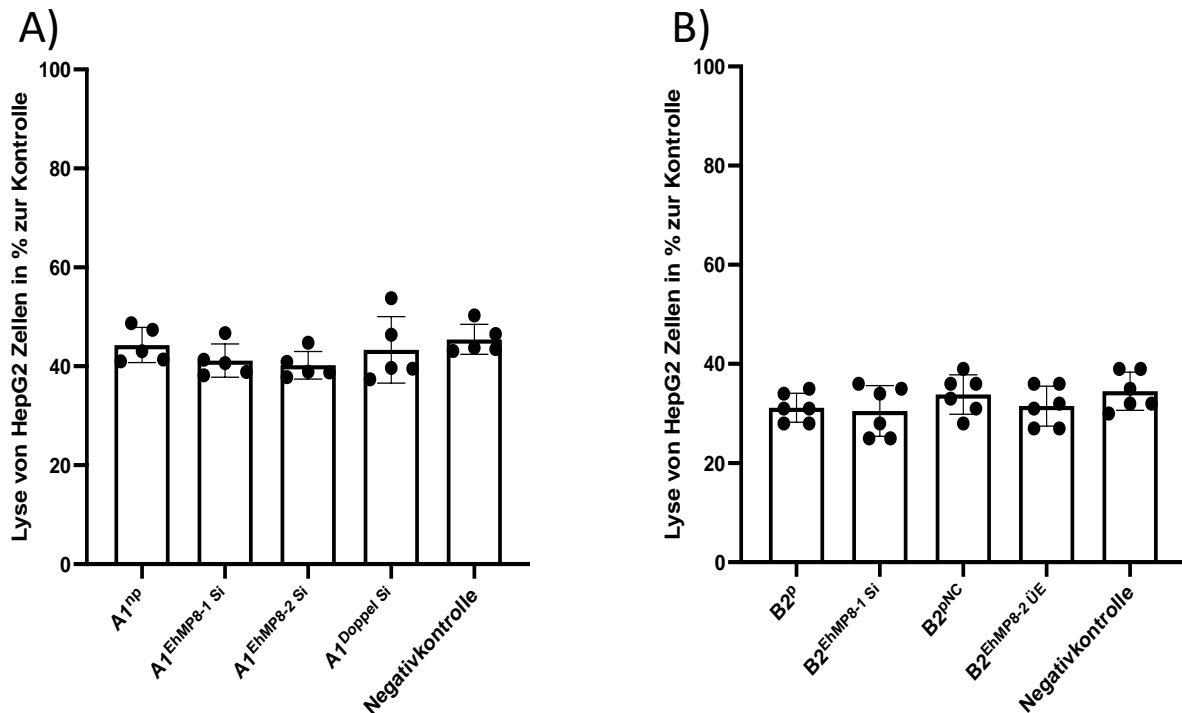 A)
Lyse von HepG2 Zellen in % zur Kontrolle
100
80
60
40
20
0
A1ⁿᵖ
A1ᴱʰᴹᴾ⁸⁻¹ ˢⁱ
A1ᴱʰᴹᴾ⁸⁻² ˢⁱ
A1ᴰᵒᵖᵖᵉˡ ˢⁱ
Negativkontrolle
B)
Lyse von HepG2 Zellen in % zur Kontrolle
100
80
60
40
20
0
B2ᵖ
B2ᴱʰᴹᴾ⁸⁻¹ ˢⁱ
B2ᵖᴺC
B2EhMP8-2 ÜE
Negativkontrolle